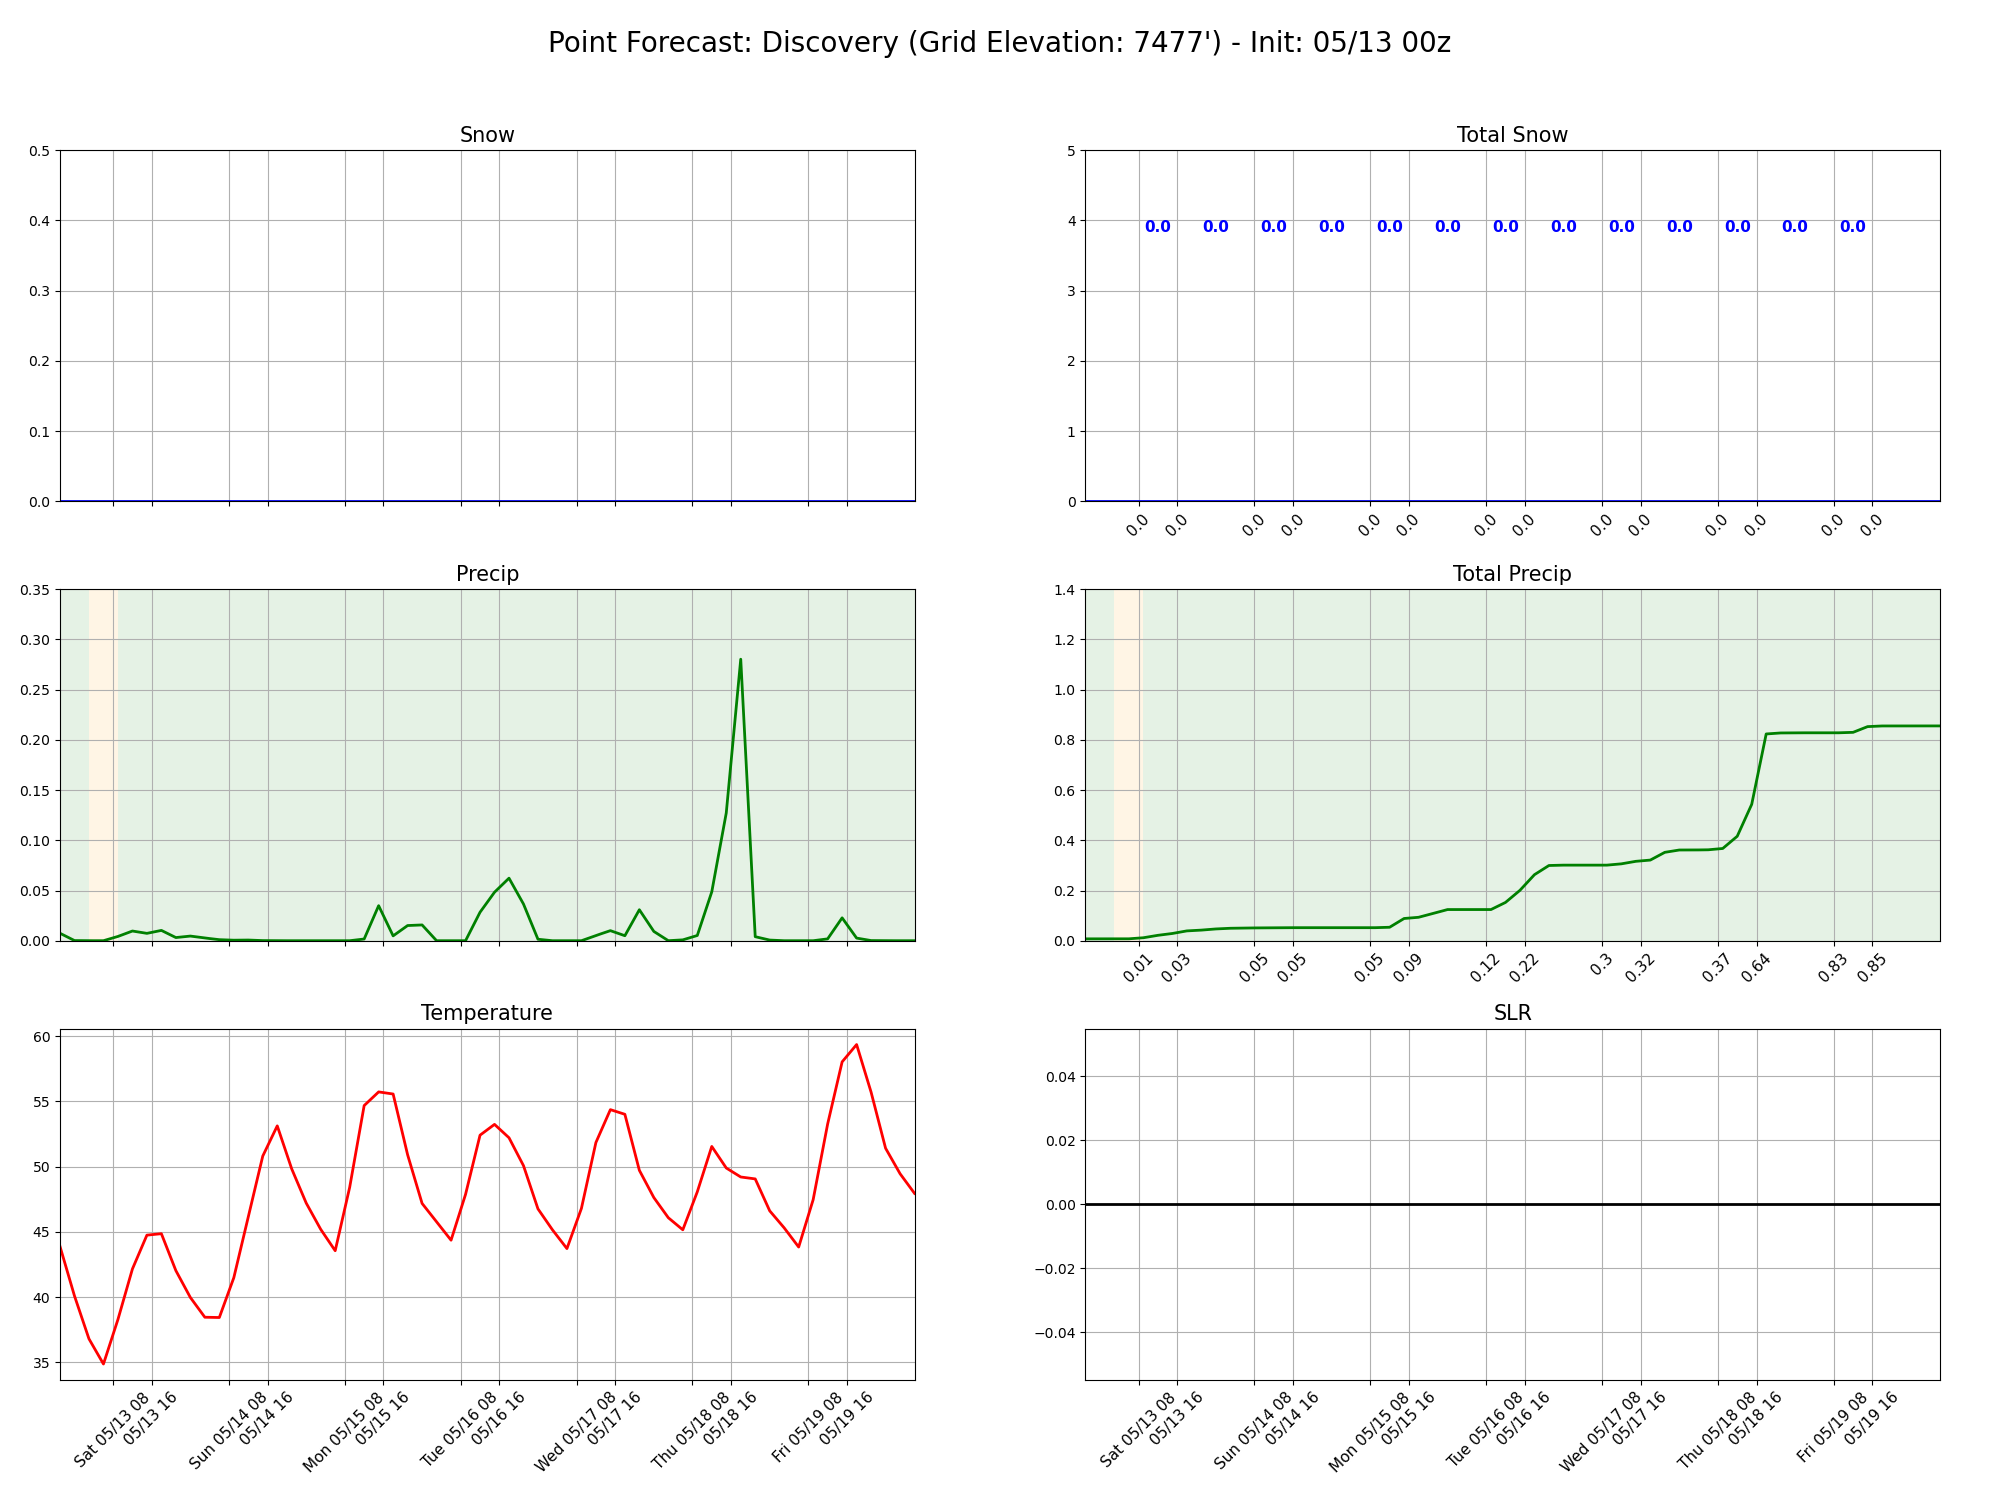 Point Forecast: Discovery (Grid Elevation: 7477') - Init: 05/13 00z
Snow
0.5
0.4
0.3
0.2
0.1
0.0
Total Snow
5
4
3
2
1
0
0.0 0.0 0.0 0.0 0.0 0.0 0.0 0.0 0.0 0.0 0.0 0.0 0.0
0.0 0.0 0.0 0.0 0.0 0.0 0.0 0.0 0.0 0.0 0.0 0.0 0.0 0.0
Precip
0.35
0.30
0.25
0.20
0.15
0.10
0.05
0.00
Total Precip
1.4
1.2
1.0
0.8
0.6
0.4
0.2
0.0
0.01 0.03 0.05 0.05 0.05 0.09 0.12 0.22 0.3 0.32 0.37 0.64 0.83 0.85
Temperature
60
55
50
45
40
35
Sat 05/13 08
05/13 16
Sun 05/14 08
05/14 16
Mon 05/15 08
05/15 16
Tue 05/16 08
05/16 16
Wed 05/17 08
05/17 16
Thu 05/18 08
05/18 16
Fri 05/19 08
05/19 16
SLR
0.04
0.02
0.00
−0.02
−0.04
Sat 05/13 08
05/13 16
Sun 05/14 08
05/14 16
Mon 05/15 08
05/15 16
Tue 05/16 08
05/16 16
Wed 05/17 08
05/17 16
Thu 05/18 08
05/18 16
Fri 05/19 08
05/19 16